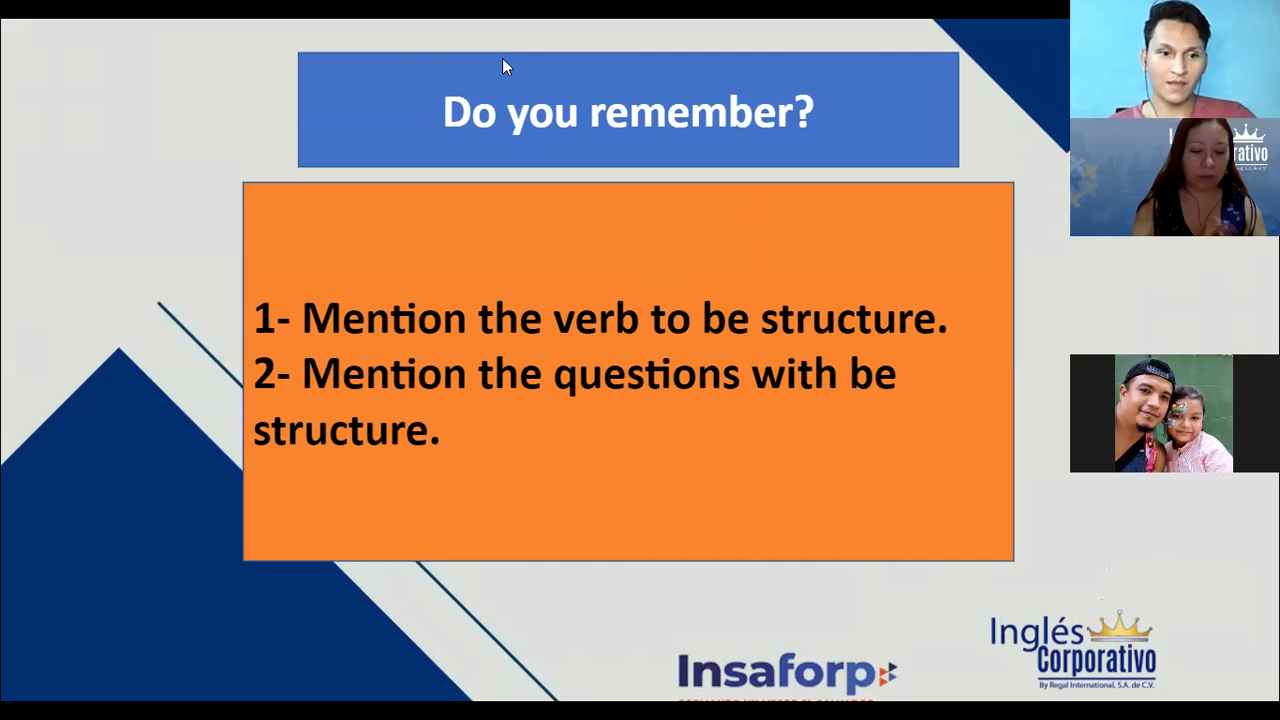 Do you remember?
1- Mention the verb to be structure.
2- Mention the questions with be
structure.
Insaforp
Inglés
Corporativo
By Regal International, S.A. de C.V.